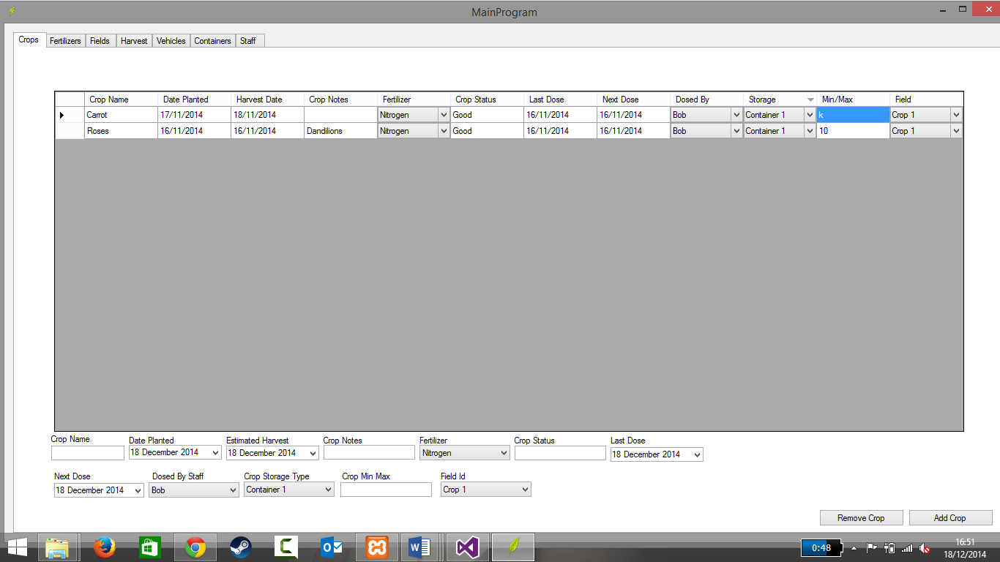 MainProgram
Crops Fertilizers Fields Harvest Vehicles Containers Staff
Crop Name Date Planted Harvest Date Crop Notes Fertilizer Crop Status Last Dose Next Dose Dosed By Storage Min/Max Field
Carrot 17/11/2014 18/11/2014 Nitrogen Good 16/11/2014 16/11/2014 Bob Container 1 k Crop 1
Roses 16/11/2014 16/11/2014 Dandilions Nitrogen Good 16/11/2014 16/11/2014 Bob Container 1 10 Crop 1
Crop Name Date Planted Estimated Harvest Crop Notes Fertilizer Crop Status Last Dose
18 December 2014 18 December 2014 Nitrogen 18 December 2014
Next Dose Dosed By Staff Crop Storage Type Crop Min Max Field Id
18 December 2014 Bob Container 1 Crop 1
Remove Crop Add Crop
0:48 16:51
18/12/2014